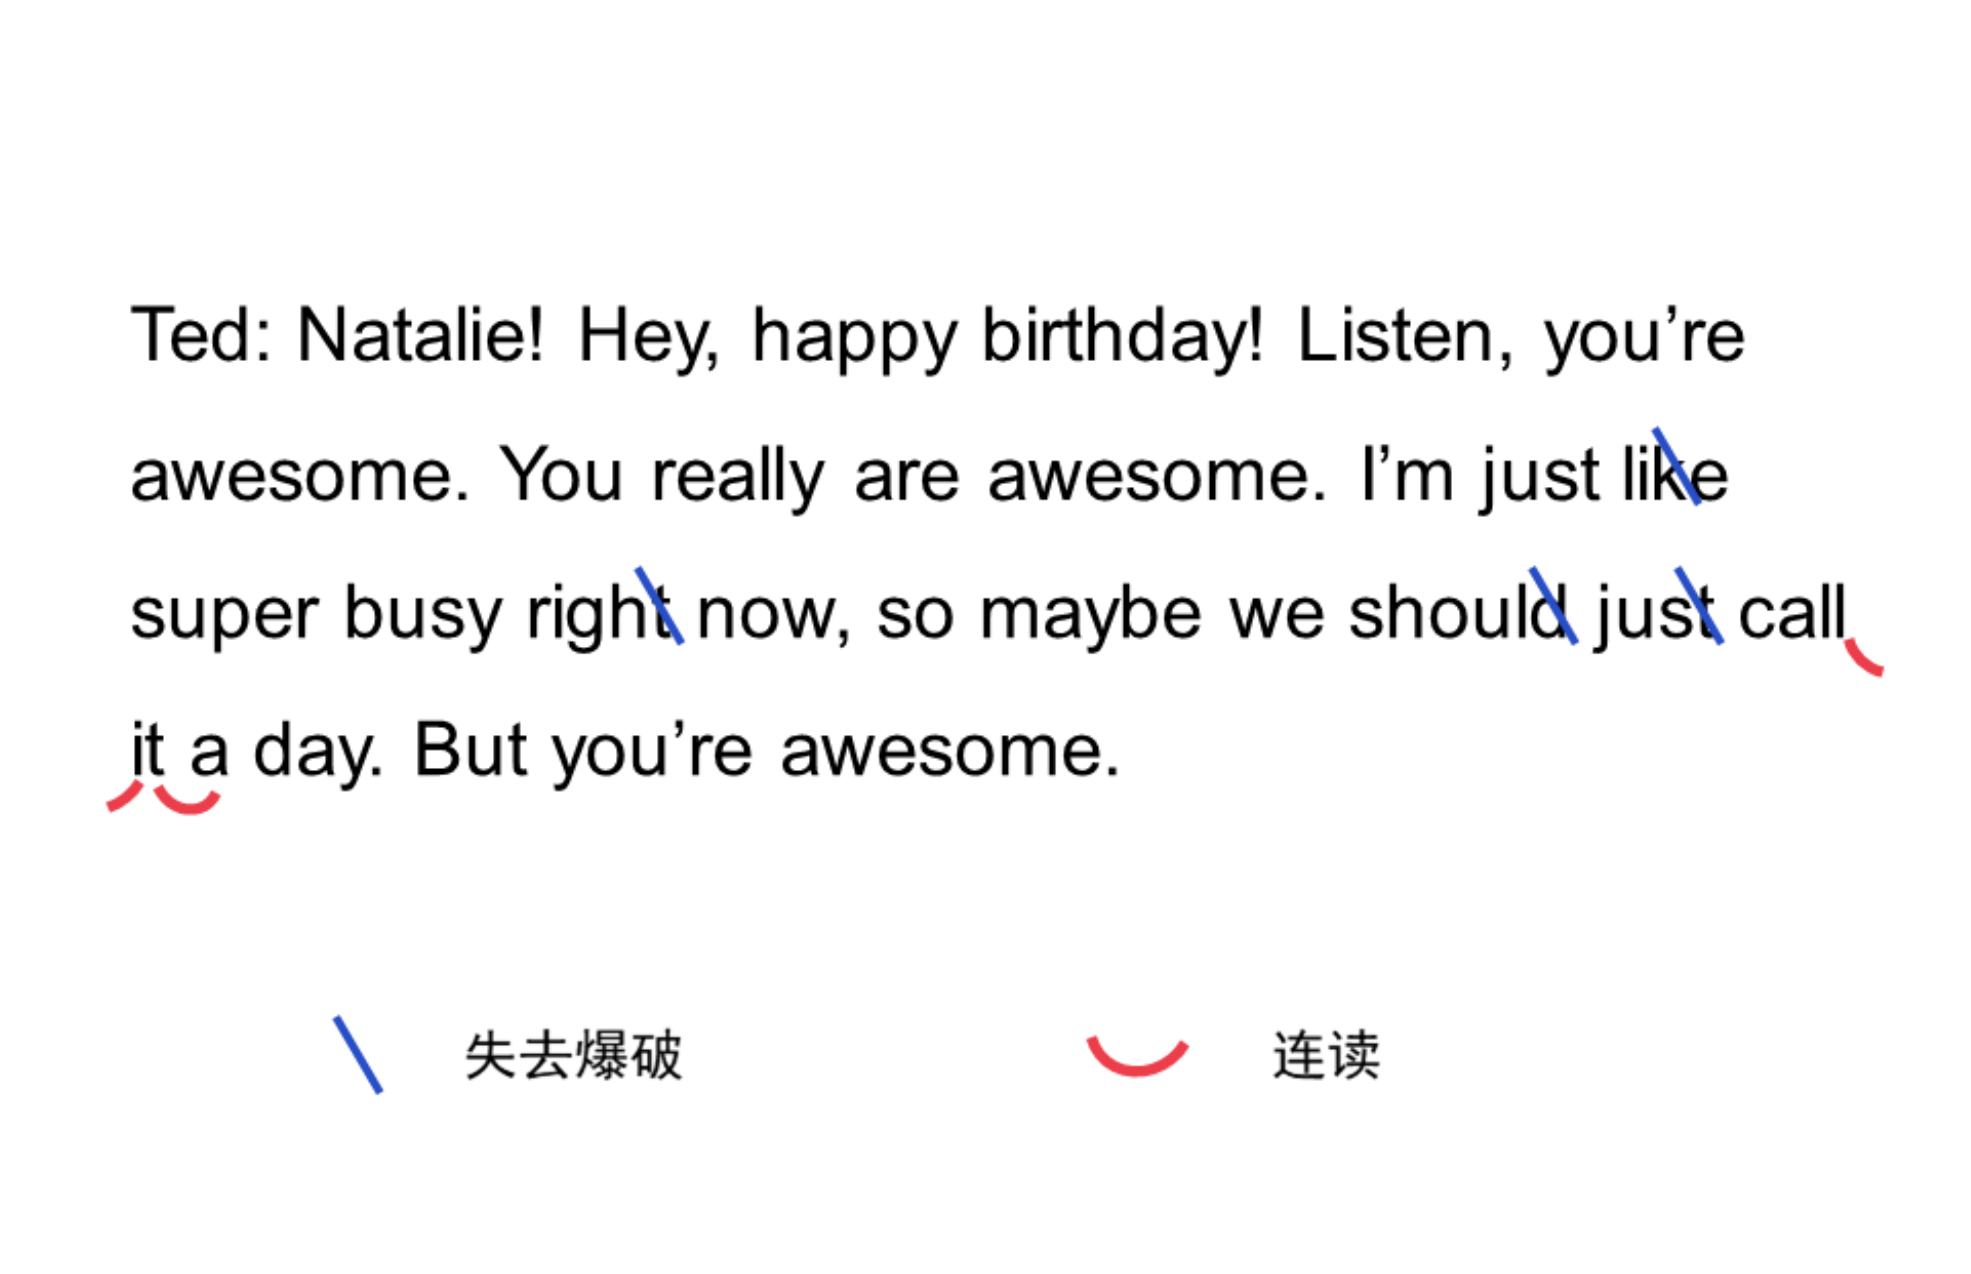 Ted: Natalie! Hey, happy birthday! Listen, you’re
awesome. You really are awesome. I’m just like
super busy right now, so maybe we should just call
it a day. But you’re awesome.
失去爆破 连读